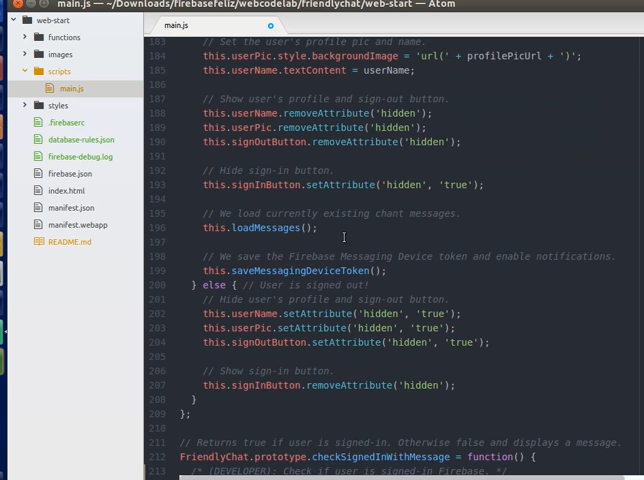 main.js — ~/Downloads/firebasefeliz/webcodelab/friendlychat/web-start — Atom
web-start
functions
images
scripts
main.js
styles
.firebaserc
database-rules.json
firebase-debug.log
firebase.json
index.html
manifest.json
manifest.webapp
README.md
main.js
183 // Set the user's profile pic and name.
184 this.userPic.style.backgroundImage = 'url(' + profilePicUrl + ')';
185 this.userName.textContent = userName;
186
187 // Show user's profile and sign-out button.
188 this.userName.removeAttribute('hidden');
189 this.userPic.removeAttribute('hidden');
190 this.signOutButton.removeAttribute('hidden');
191
192 // Hide sign-in button.
193 this.signInButton.setAttribute('hidden', 'true');
194
195 // We load currently existing chant messages.
196 this.loadMessages();
197
198 // We save the Firebase Messaging Device token and enable notifications.
199 this.saveMessagingDeviceToken();
200 } else { // User is signed out!
201 // Hide user's profile and sign-out button.
202 this.userName.setAttribute('hidden', 'true');
203 this.userPic.setAttribute('hidden', 'true');
204 this.signOutButton.setAttribute('hidden', 'true');
205
206 // Show sign-in button.
207 this.signInButton.removeAttribute('hidden');
208 }
209 };
210
211 // Returns true if user is signed-in. Otherwise false and displays a message.
212 FriendlyChat.prototype.checkSignedInWithMessage = function() {
213 /* (DEVELOPER): Check if user is signed-in Firebase. */